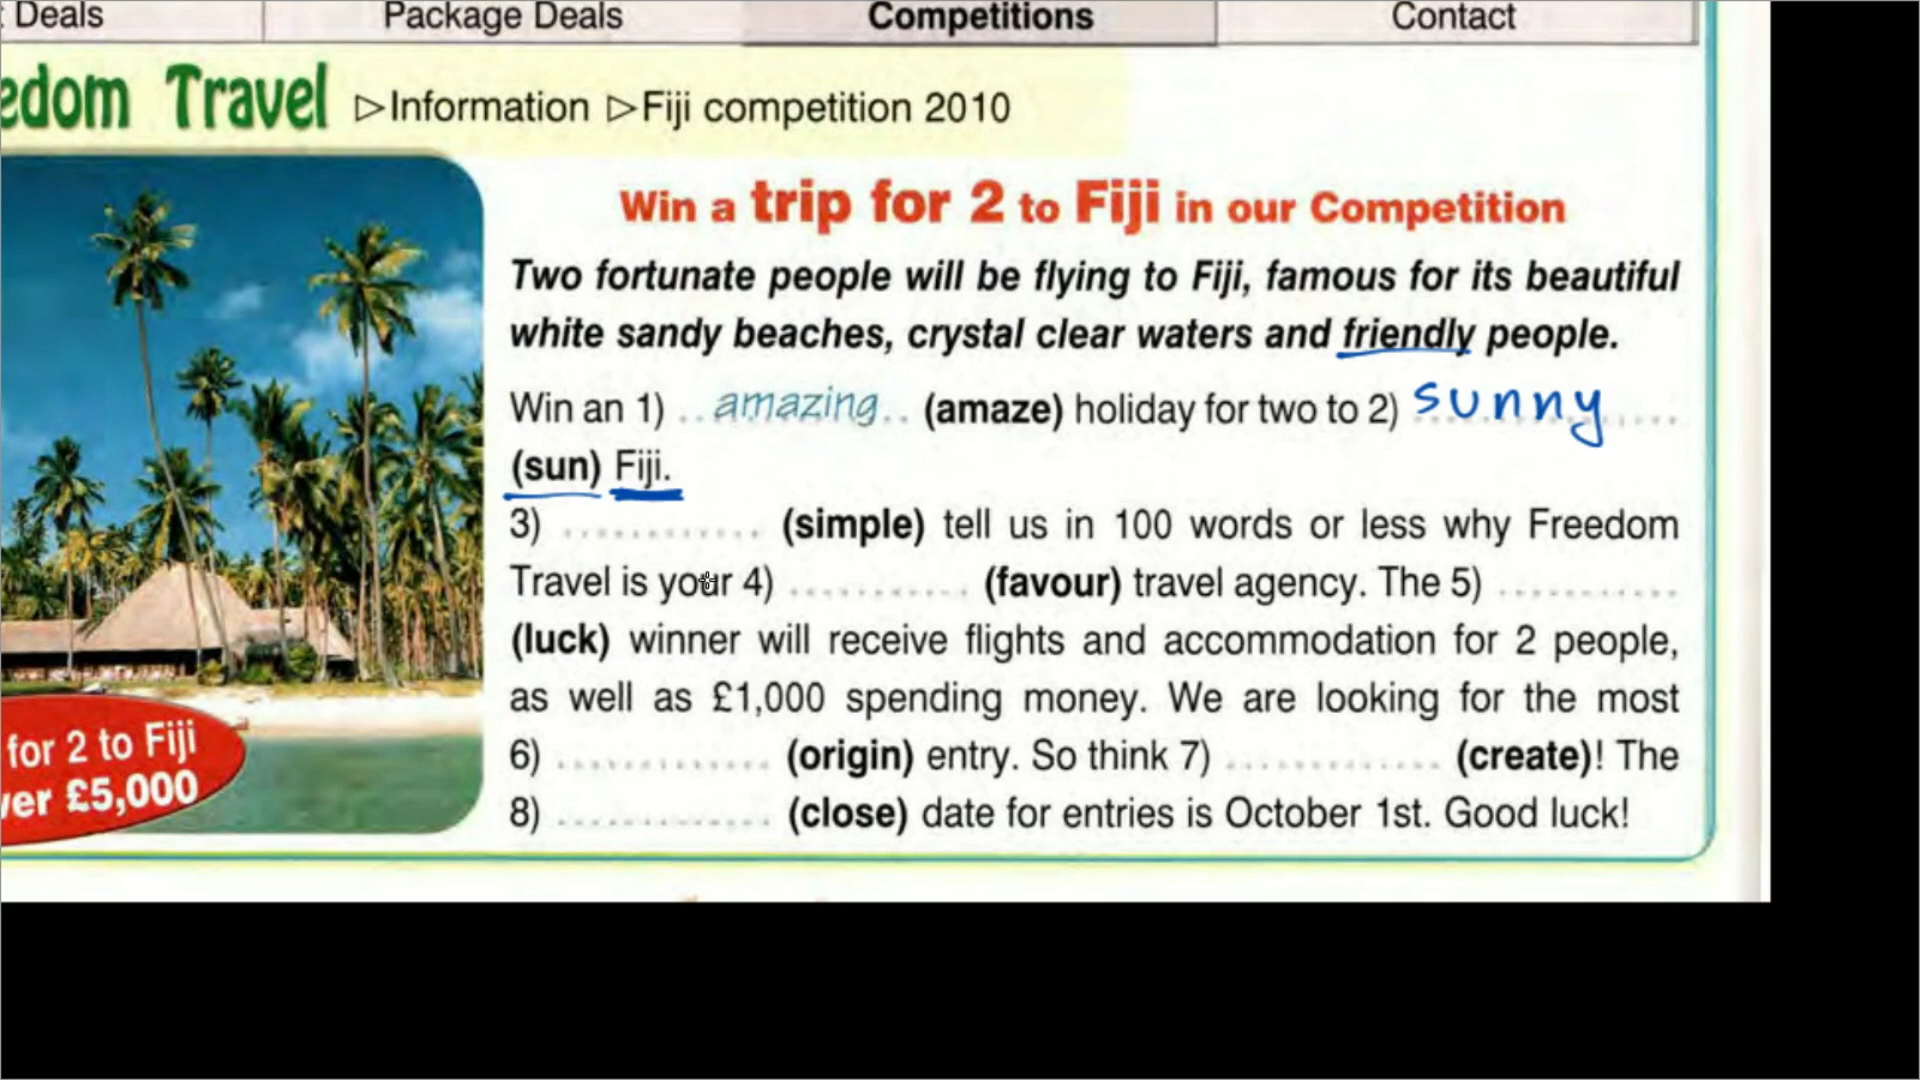 Deals Package Deals Competitions Contact
edom Travel ▷Information ▷Fiji competition 2010
Win a trip for 2 to Fiji in our Competition
Two fortunate people will be flying to Fiji, famous for its beautiful
white sandy beaches, crystal clear waters and friendly people.
Win an 1) ..amazing.. (amaze) holiday for two to 2) sunny
(sun) Fiji.
3) ............ (simple) tell us in 100 words or less why Freedom
Travel is your 4) ............ (favour) travel agency. The 5) ............
(luck) winner will receive flights and accommodation for 2 people,
as well as £1,000 spending money. We are looking for the most
6) ............. (origin) entry. So think 7) ............. (create)! The
8) ............. (close) date for entries is October 1st. Good luck!
for 2 to Fiji
ver £5,000